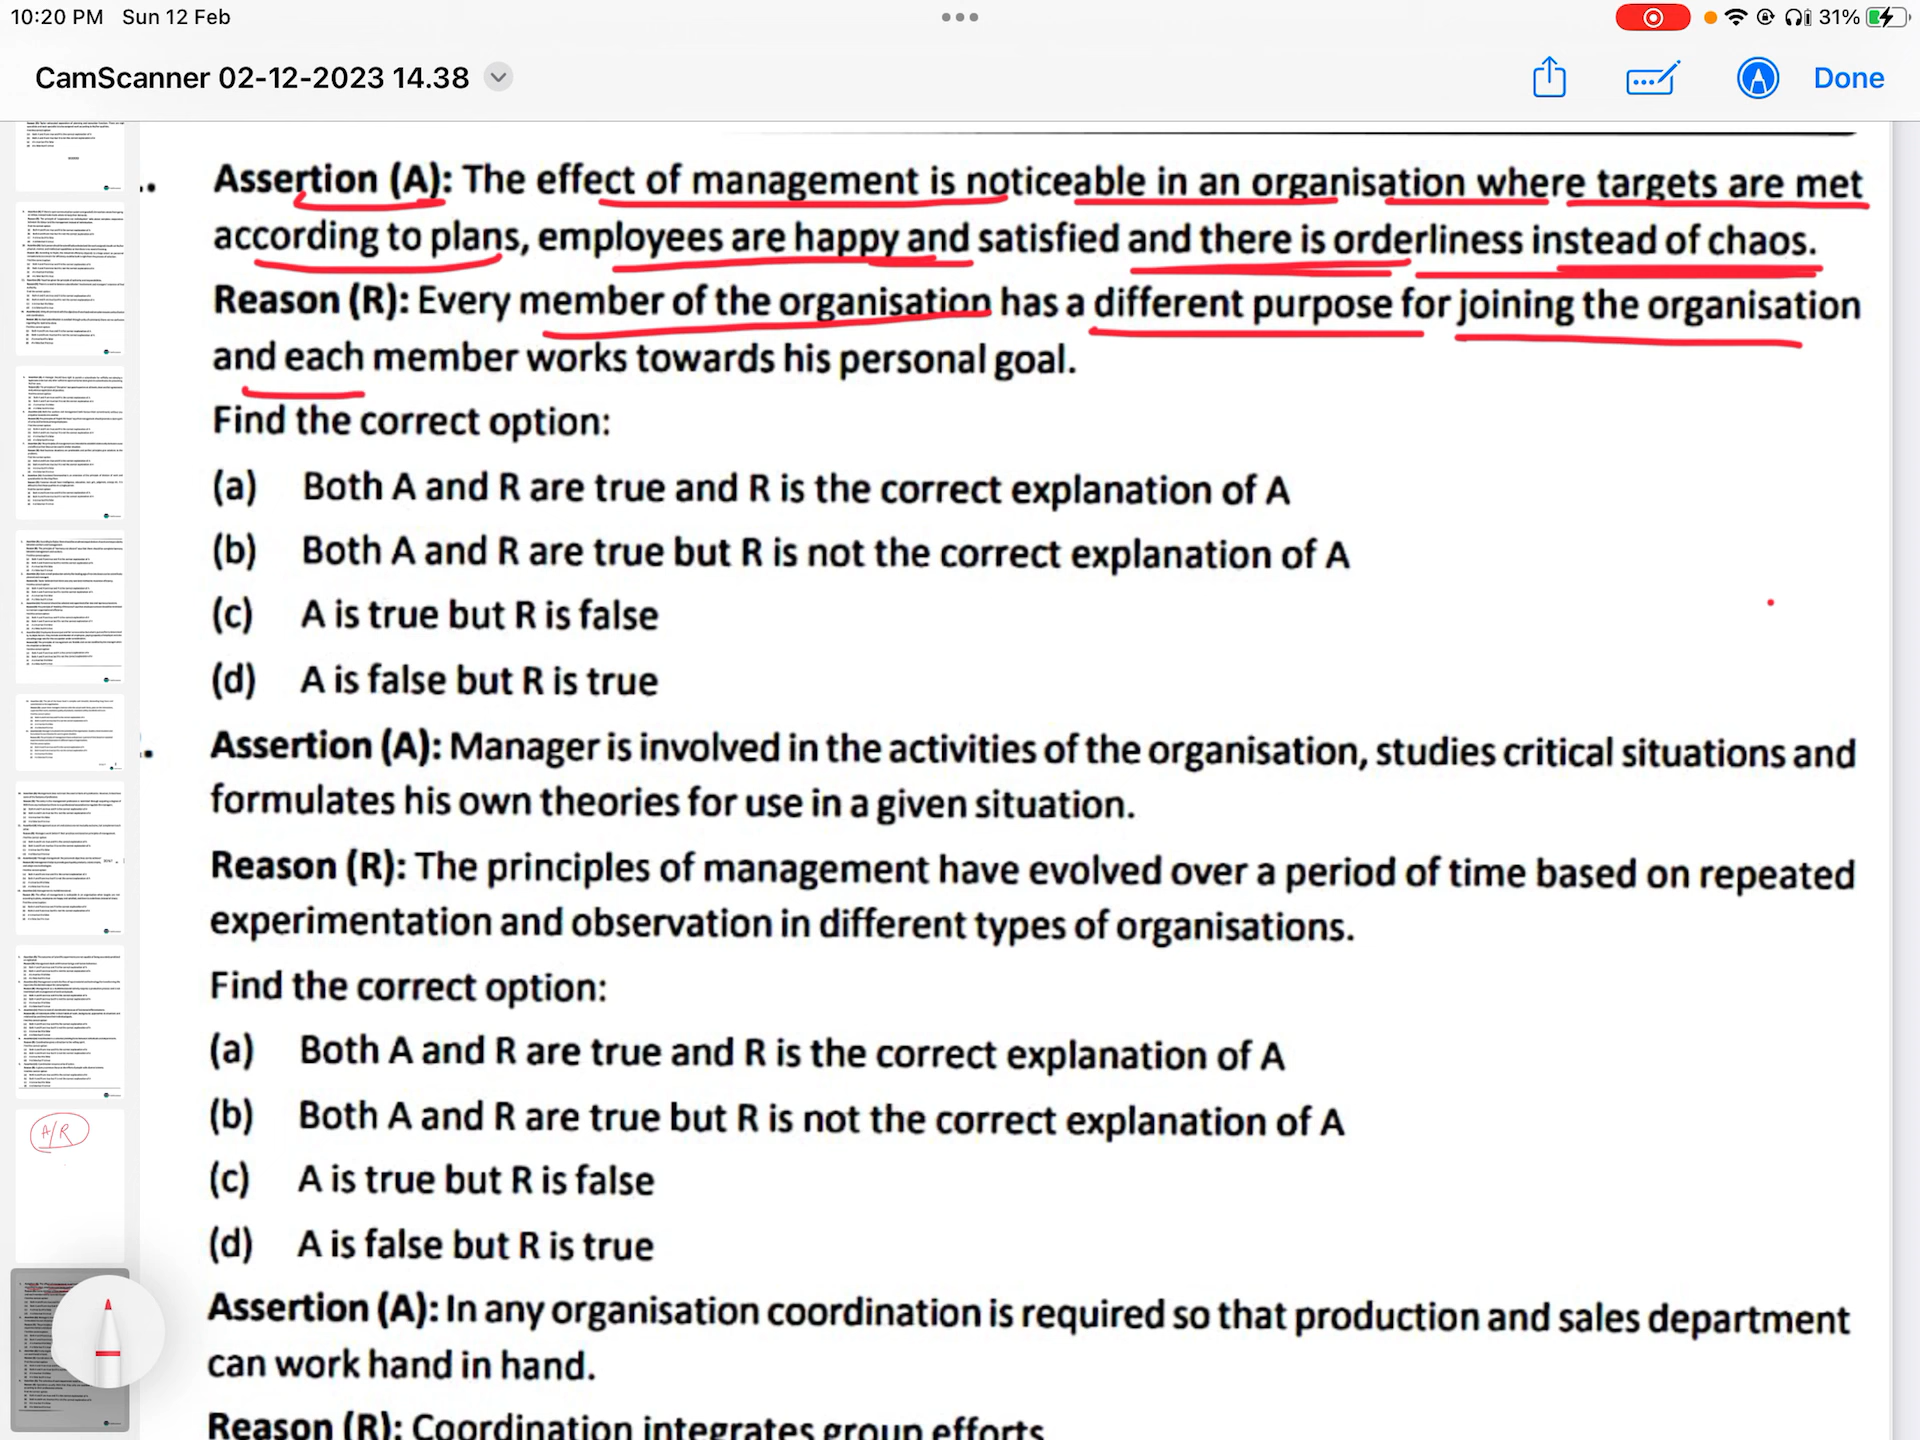 10:20 PM Sun 12 Feb
31%
CamScanner 02-12-2023 14.38
Done
Assertion (A): The effect of management is noticeable in an organisation where targets are met
according to plans, employees are happy and satisfied and there is orderliness instead of chaos.
Reason (R): Every member of the organisation has a different purpose for joining the organisation
and each member works towards his personal goal.
Find the correct option:
(a) Both A and R are true and R is the correct explanation of A
(b) Both A and R are true but R is not the correct explanation of A
(c) A is true but R is false
(d) A is false but R is true
Assertion (A): Manager is involved in the activities of the organisation, studies critical situations and
formulates his own theories for use in a given situation.
Reason (R): The principles of management have evolved over a period of time based on repeated
experimentation and observation in different types of organisations.
Find the correct option:
(a) Both A and R are true and R is the correct explanation of A
(b) Both A and R are true but R is not the correct explanation of A
(c) A is true but R is false
(d) A is false but R is true
A/R
Assertion (A): In any organisation coordination is required so that production and sales department
can work hand in hand.
Reason (R): Coordination integrates group efforts